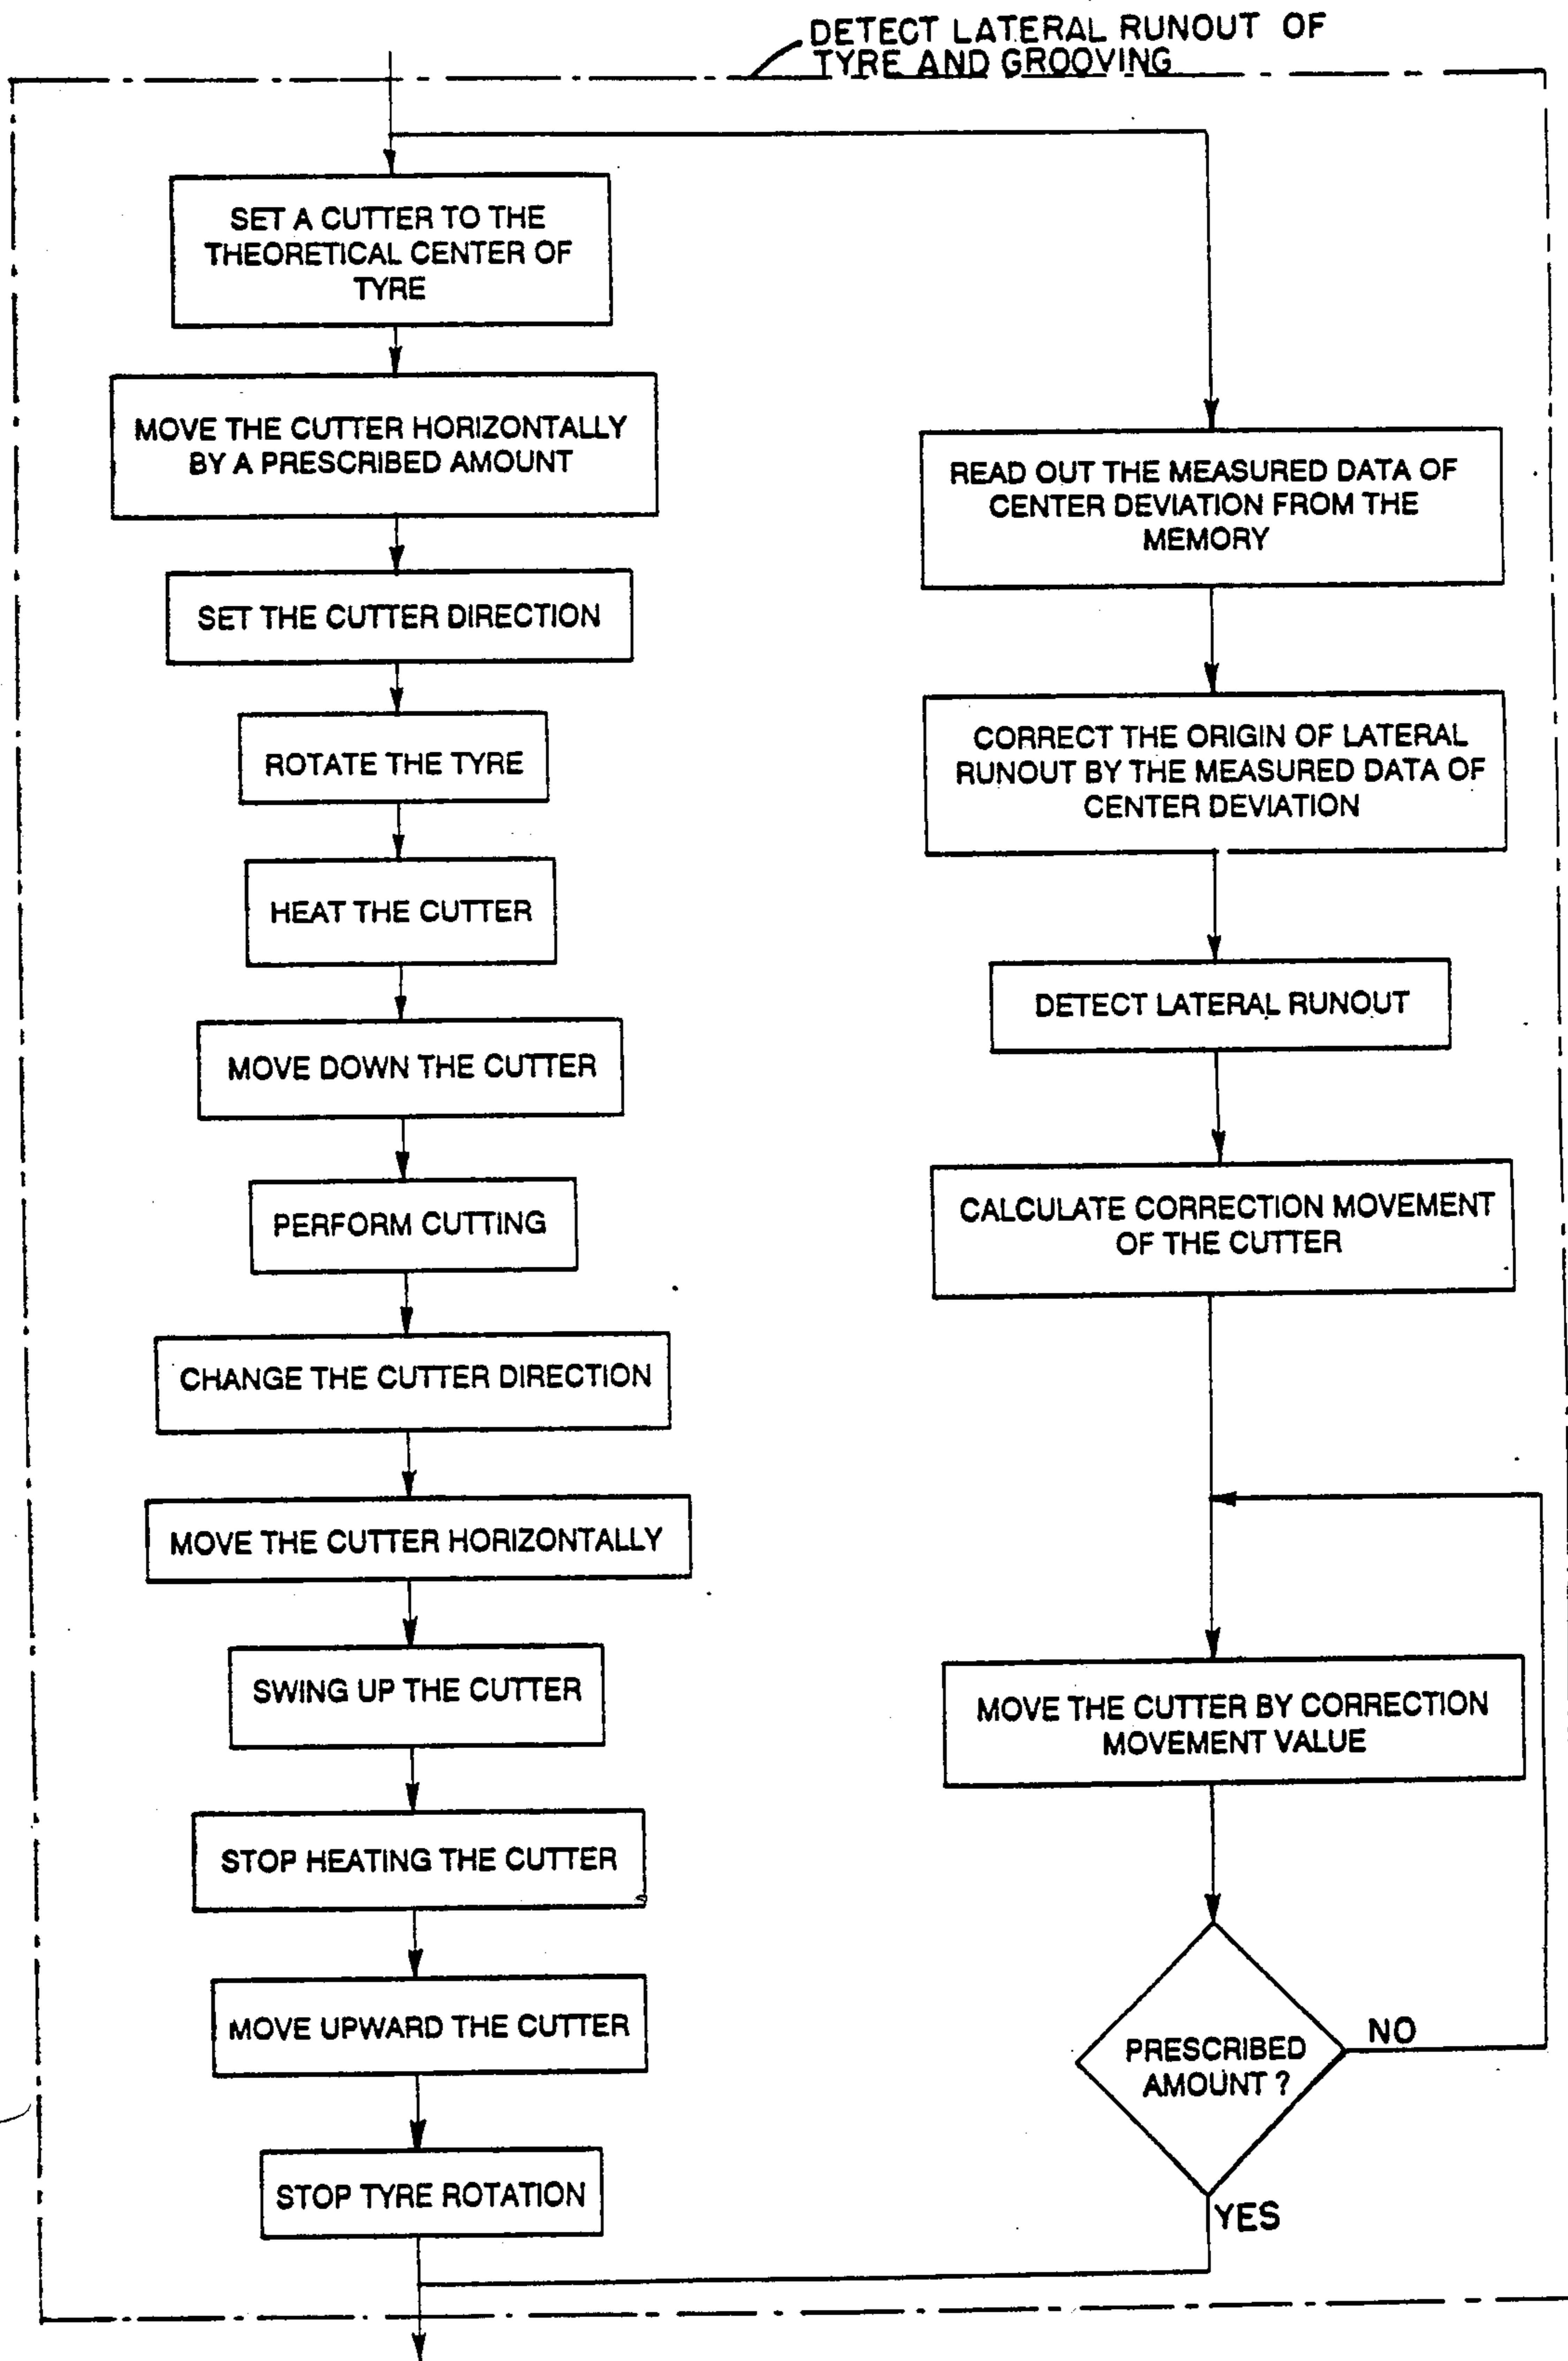 DETECT LATERAL RUNOUT OF
TYRE AND GROOVING
SET A CUTTER TO THE
THEORETICAL CENTER OF
TYRE
MOVE THE CUTTER HORIZONTALLY
BY A PRESCRIBED AMOUNT
SET THE CUTTER DIRECTION
ROTATE THE TYRE
HEAT THE CUTTER
MOVE DOWN THE CUTTER
PERFORM CUTTING
CHANGE THE CUTTER DIRECTION
MOVE THE CUTTER HORIZONTALLY
SWING UP THE CUTTER
STOP HEATING THE CUTTER
MOVE UPWARD THE CUTTER
STOP TYRE ROTATION
READ OUT THE MEASURED DATA OF
CENTER DEVIATION FROM THE
MEMORY
CORRECT THE ORIGIN OF LATERAL
RUNOUT BY THE MEASURED DATA OF
CENTER DEVIATION
DETECT LATERAL RUNOUT
CALCULATE CORRECTION MOVEMENT
OF THE CUTTER
MOVE THE CUTTER BY CORRECTION
MOVEMENT VALUE
PRESCRIBED
AMOUNT ?
NO
YES